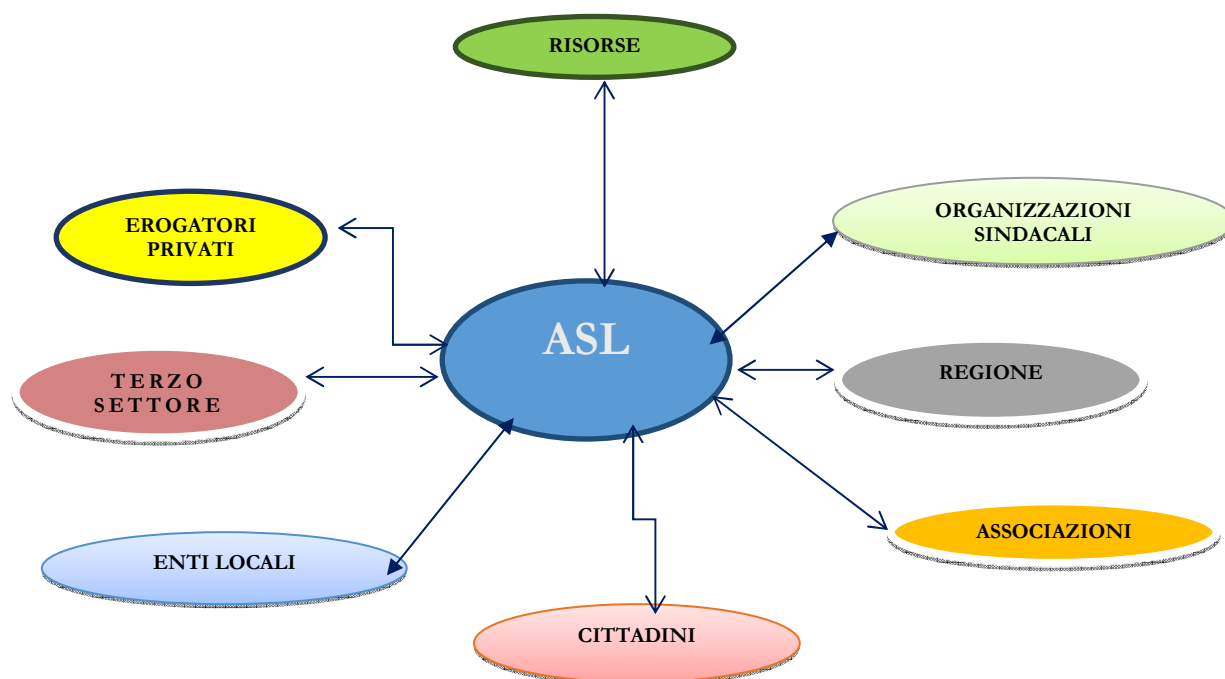 RISORSE
EROGATORI
PRIVATI
ORGANIZZAZIONI
SINDACALI
ASL
TERZO
SETTORE
REGIONE
ENTI LOCALI
ASSOCIAZIONI
CITTADINI